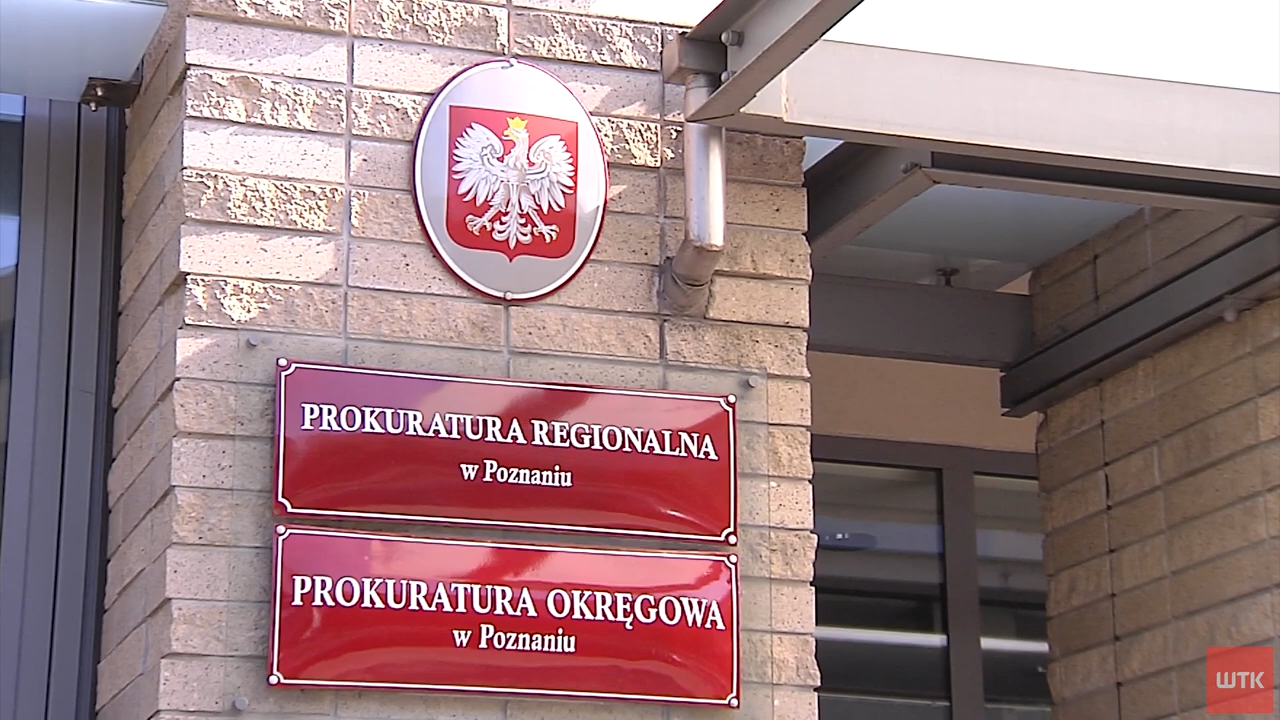 PROKURATURA REGIONALNA
w Poznaniu
PROKURATURA OKRĘGOWA
w Poznaniu
WTK